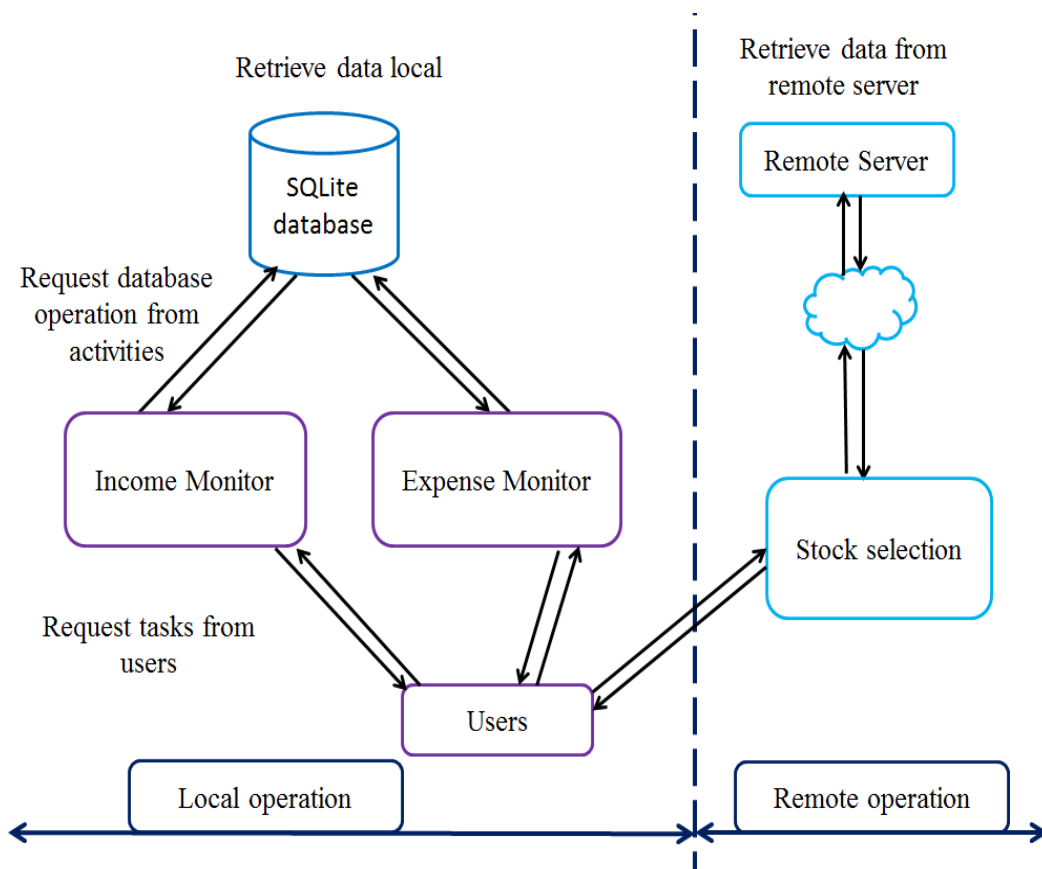 Retrieve data local
SQLite
database
Request database
operation from
activities
Income Monitor
Expense Monitor
Request tasks from
users
Users
Local operation
Retrieve data from
remote server
Remote Server
Stock selection
Remote operation